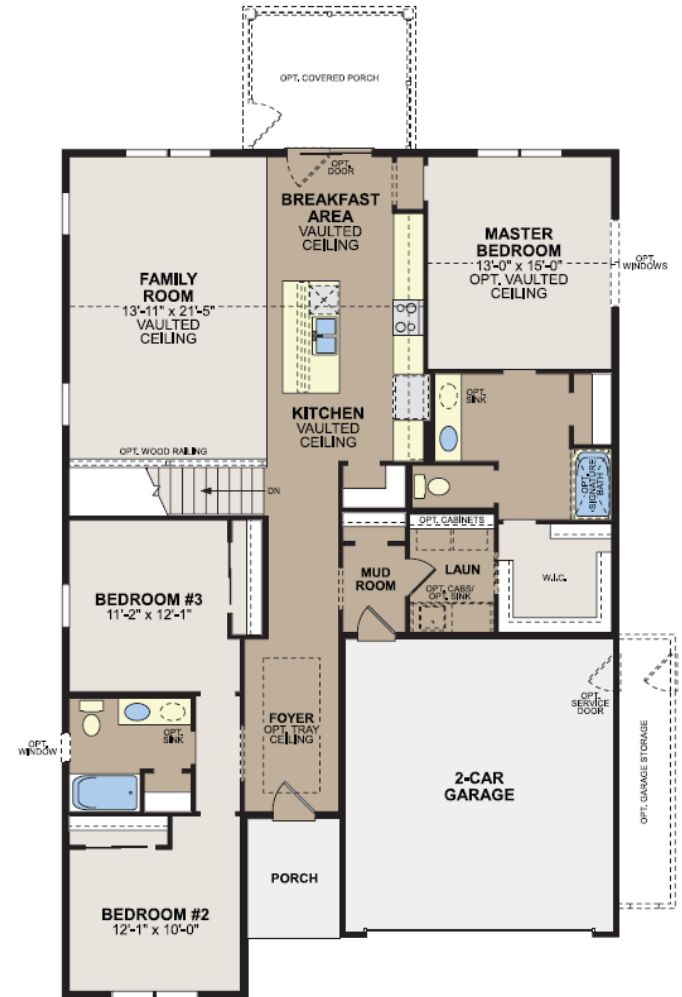 OPT. COVERED PORCH
OPT.
DOOR
BREAKFAST
AREA
VAULTED
CEILING
MASTER
BEDROOM
13'-0" x 15'-0"
OPT. VAULTED
CEILING
OPT.
WINDOWS
FAMILY
ROOM
13'-11" x 21'-5"
VAULTED
CEILING
KITCHEN
VAULTED
CEILING
OPT.
SINK
OPT. WOOD RAILING
DN
OPT.
SIGNATURE
BATH
OPT. CABINETS
MUD
ROOM
LAUN
OPT. CABS/
OPT. SINK
W.I.C.
BEDROOM #3
11'-2" x 12'-1"
OPT.
SINK
OPT.
WINDOW
FOYER
OPT. TRAY
CEILING
OPT.
SERVICE
DOOR
OPT. GARAGE STORAGE
2-CAR
GARAGE
PORCH
BEDROOM #2
12'-1" x 10'-0"